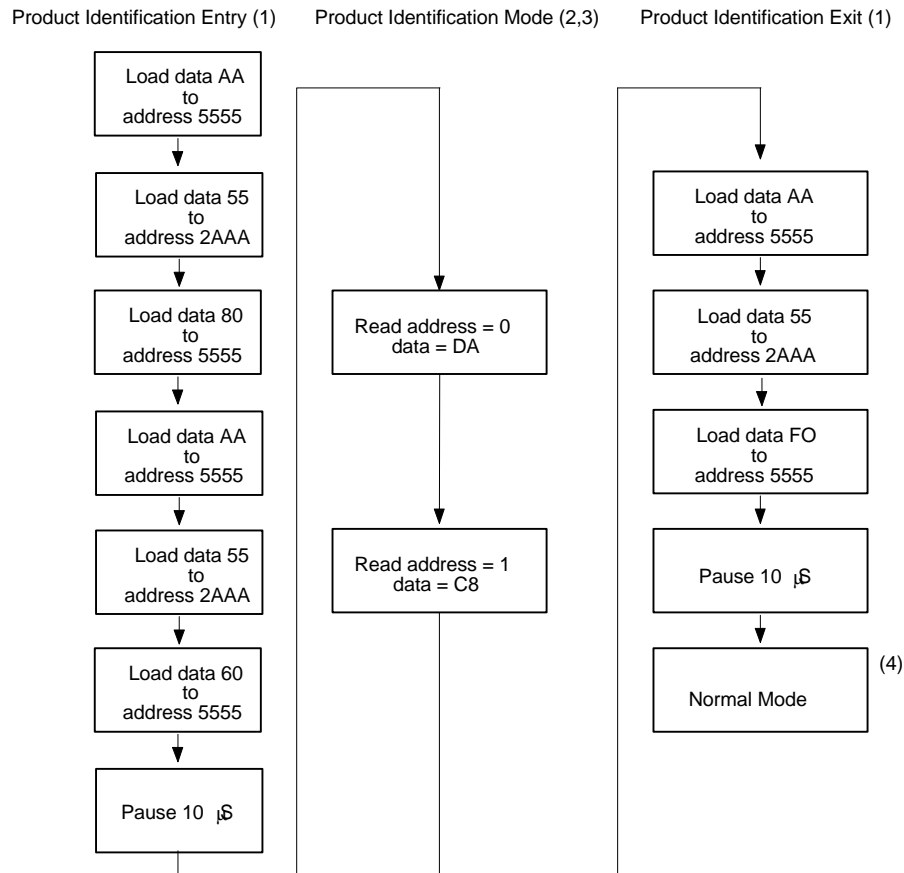 Product Identification Entry (1)
Load data AA
to
address 5555
Load data 55
to
address 2AAA
Load data 80
to
address 5555
Load data AA
to
address 5555
Load data 55
to
address 2AAA
Load data 60
to
address 5555
Pause 10 µS
Product Identification Mode (2,3)
Read address = 0
data = DA
Read address = 1
data = C8
Product Identification Exit (1)
Load data AA
to
address 5555
Load data 55
to
address 2AAA
Load data FO
to
address 5555
Pause 10 µS
Normal Mode
(4)